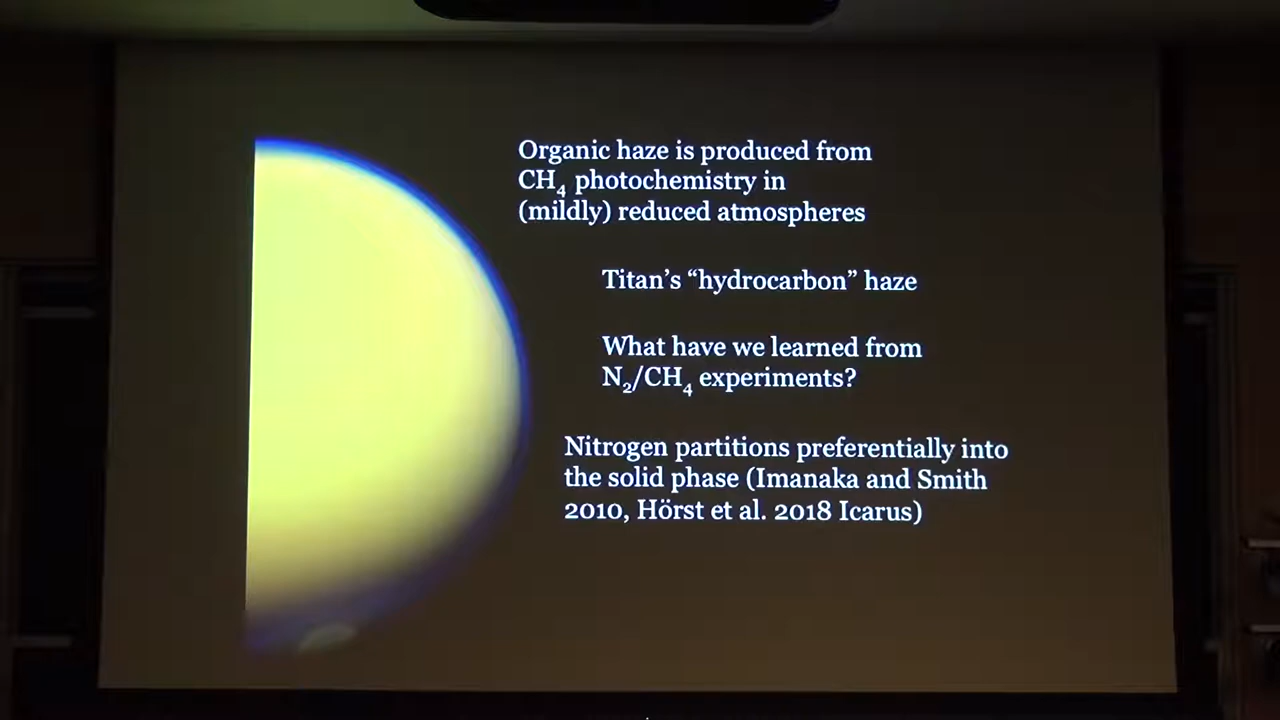 Organic haze is produced from
CH₄ photochemistry in
(mildly) reduced atmospheres
Titan's “hydrocarbon” haze
What have we learned from
N₂/CH₄ experiments?
Nitrogen partitions preferentially into
the solid phase (Imanaka and Smith
2010, Hörst et al. 2018 Icarus)